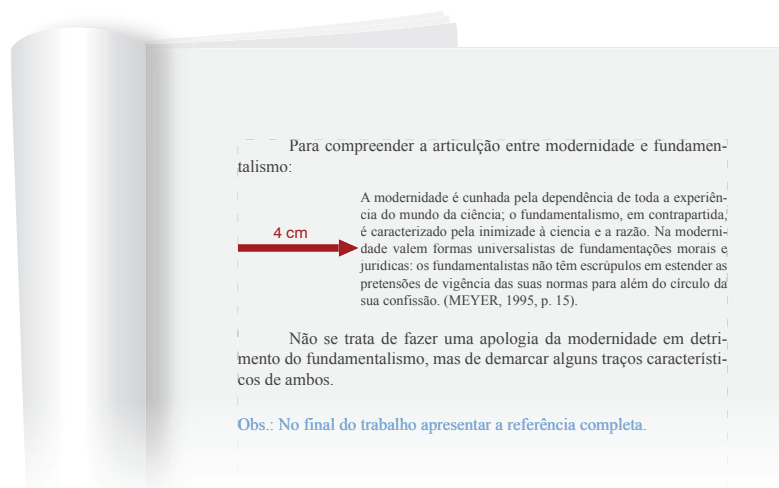 Para compreender a articulção entre modernidade e fundamen-
talismo:
A modernidade é cunhada pela dependência de toda a experiên-
cia do mundo da ciência; o fundamentalismo, em contrapartida,
é caracterizado pela inimizade à ciencia e a razão. Na moderni-
dade valem formas universalistas de fundamentações morais e
juridicas: os fundamentalistas não têm escrúpulos em estender as
pretensões de vigência das suas normas para além do círculo da
sua confissão. (MEYER, 1995, p. 15).
4 cm
Não se trata de fazer uma apologia da modernidade em detri-
mento do fundamentalismo, mas de demarcar alguns traços característi-
cos de ambos.
Obs.: No final do trabalho apresentar a referência completa.